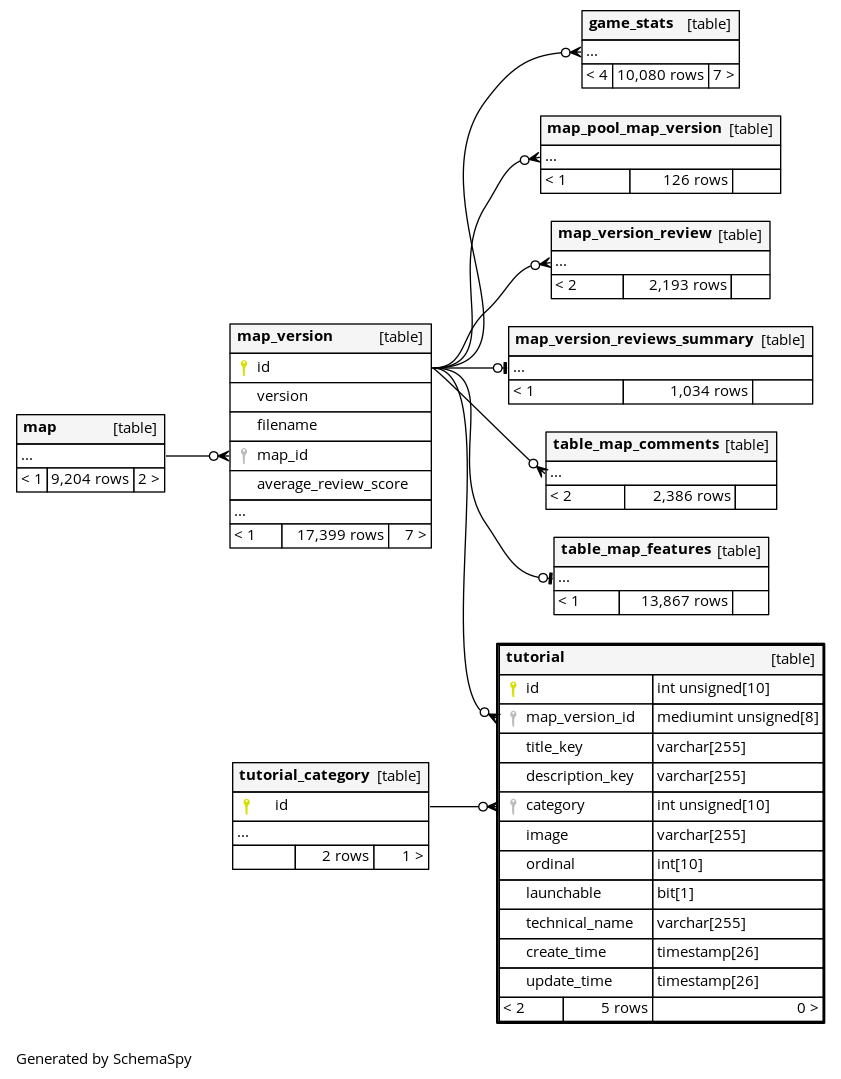 game_stats [table]
...
< 4 10,080 rows 7 >
map_pool_map_version [table]
...
< 1 126 rows
map_version_review [table]
...
< 2 2,193 rows
map_version_reviews_summary [table]
...
< 1 1,034 rows
table_map_comments [table]
...
< 2 2,386 rows
table_map_features [table]
...
< 1 13,867 rows
map_version [table]
id
version
filename
map_id
average_review_score
...
< 1 17,399 rows 7 >
map [table]
...
< 1 9,204 rows 2 >
tutorial [table]
id int unsigned[10]
map_version_id mediumint unsigned[8]
title_key varchar[255]
description_key varchar[255]
category int unsigned[10]
image varchar[255]
ordinal int[10]
launchable bit[1]
technical_name varchar[255]
create_time timestamp[26]
update_time timestamp[26]
< 2 5 rows 0 >
tutorial_category [table]
id
...
2 rows 1 >
Generated by SchemaSpy